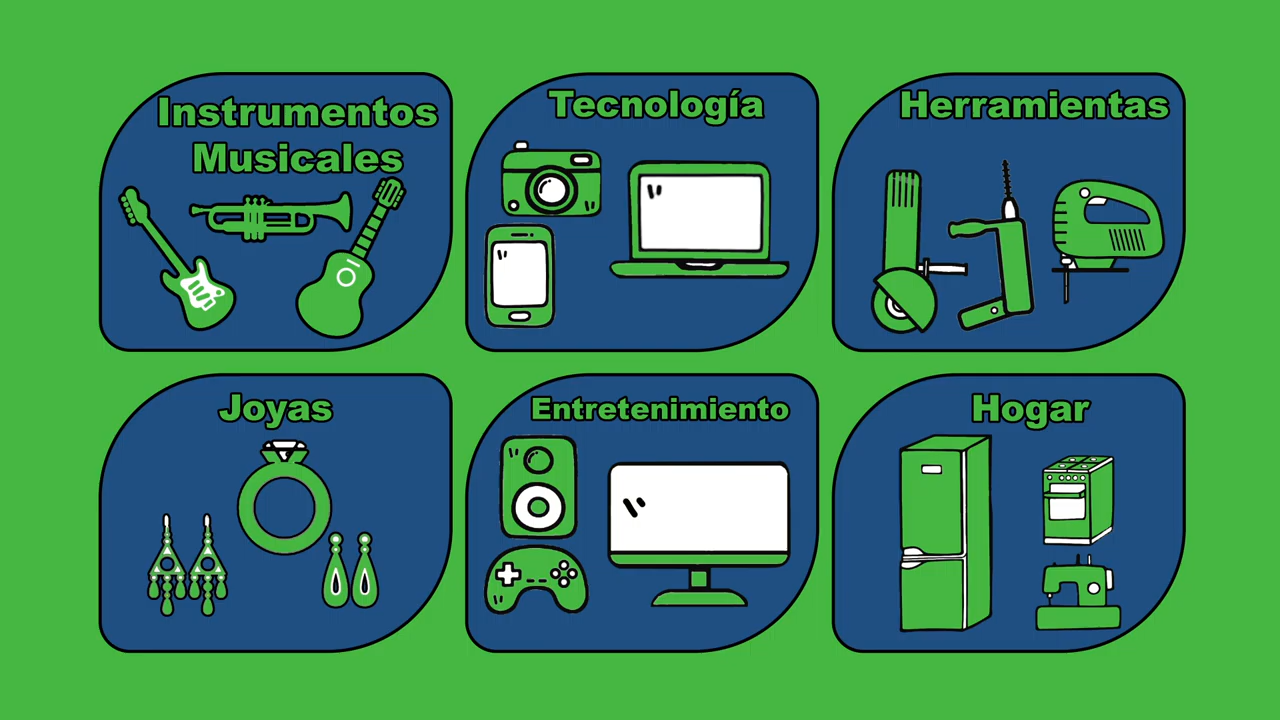 Instrumentos
Musicales
Tecnología
Herramientas
Joyas
Entretenimiento
Hogar